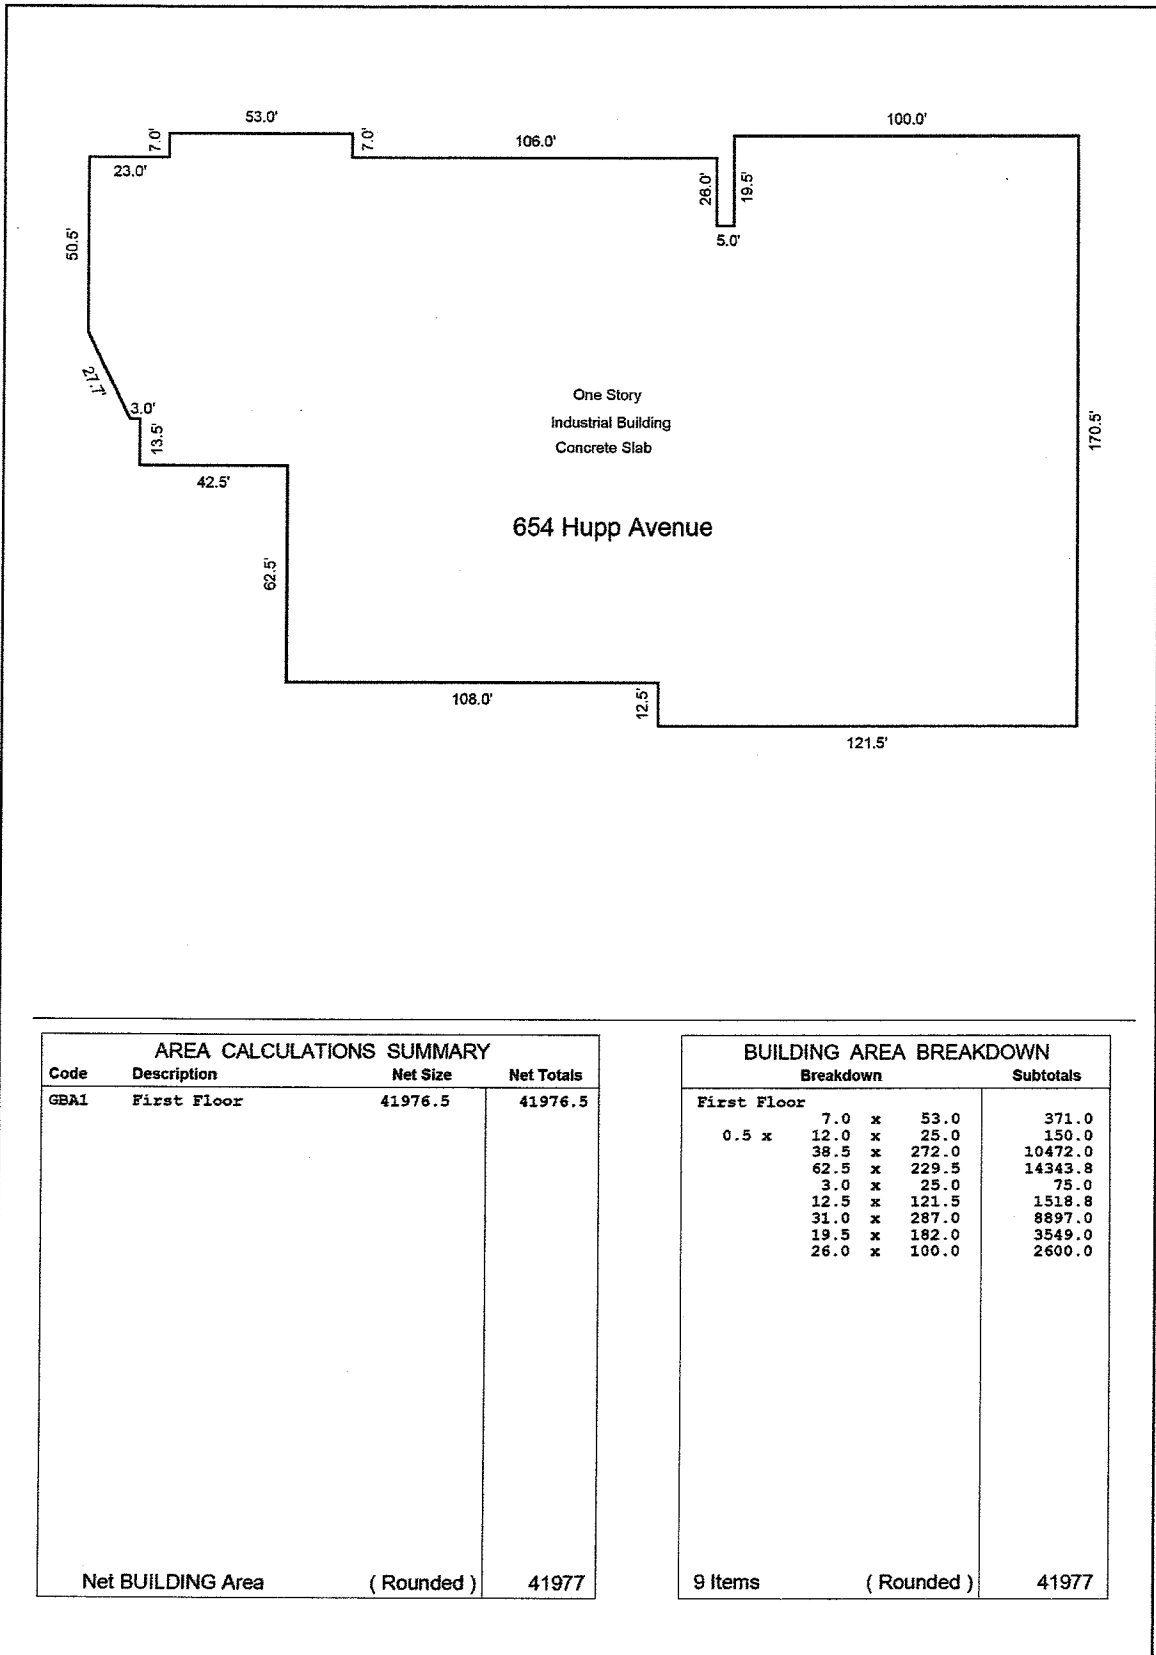 53.0'
100.0'
7.0'
7.0'
106.0'
23.0'
26.0'
19.5'
5.0'
50.5'
27.7'
3.0'
13.5'
42.5'
One Story
Industrial Building
Concrete Slab
170.5'
654 Hupp Avenue
62.5'
108.0'
12.5'
121.5'
AREA CALCULATIONS SUMMARY
Code Description Net Size Net Totals
GBA1 First Floor 41976.5 41976.5
Net BUILDING Area ( Rounded ) 41977
BUILDING AREA BREAKDOWN
Breakdown Subtotals
First Floor
7.0 x 53.0 371.0
0.5 x 12.0 x 25.0 150.0
38.5 x 272.0 10472.0
62.5 x 229.5 14343.8
3.0 x 25.0 75.0
12.5 x 121.5 1518.8
31.0 x 287.0 8897.0
19.5 x 182.0 3549.0
26.0 x 100.0 2600.0
9 Items ( Rounded ) 41977